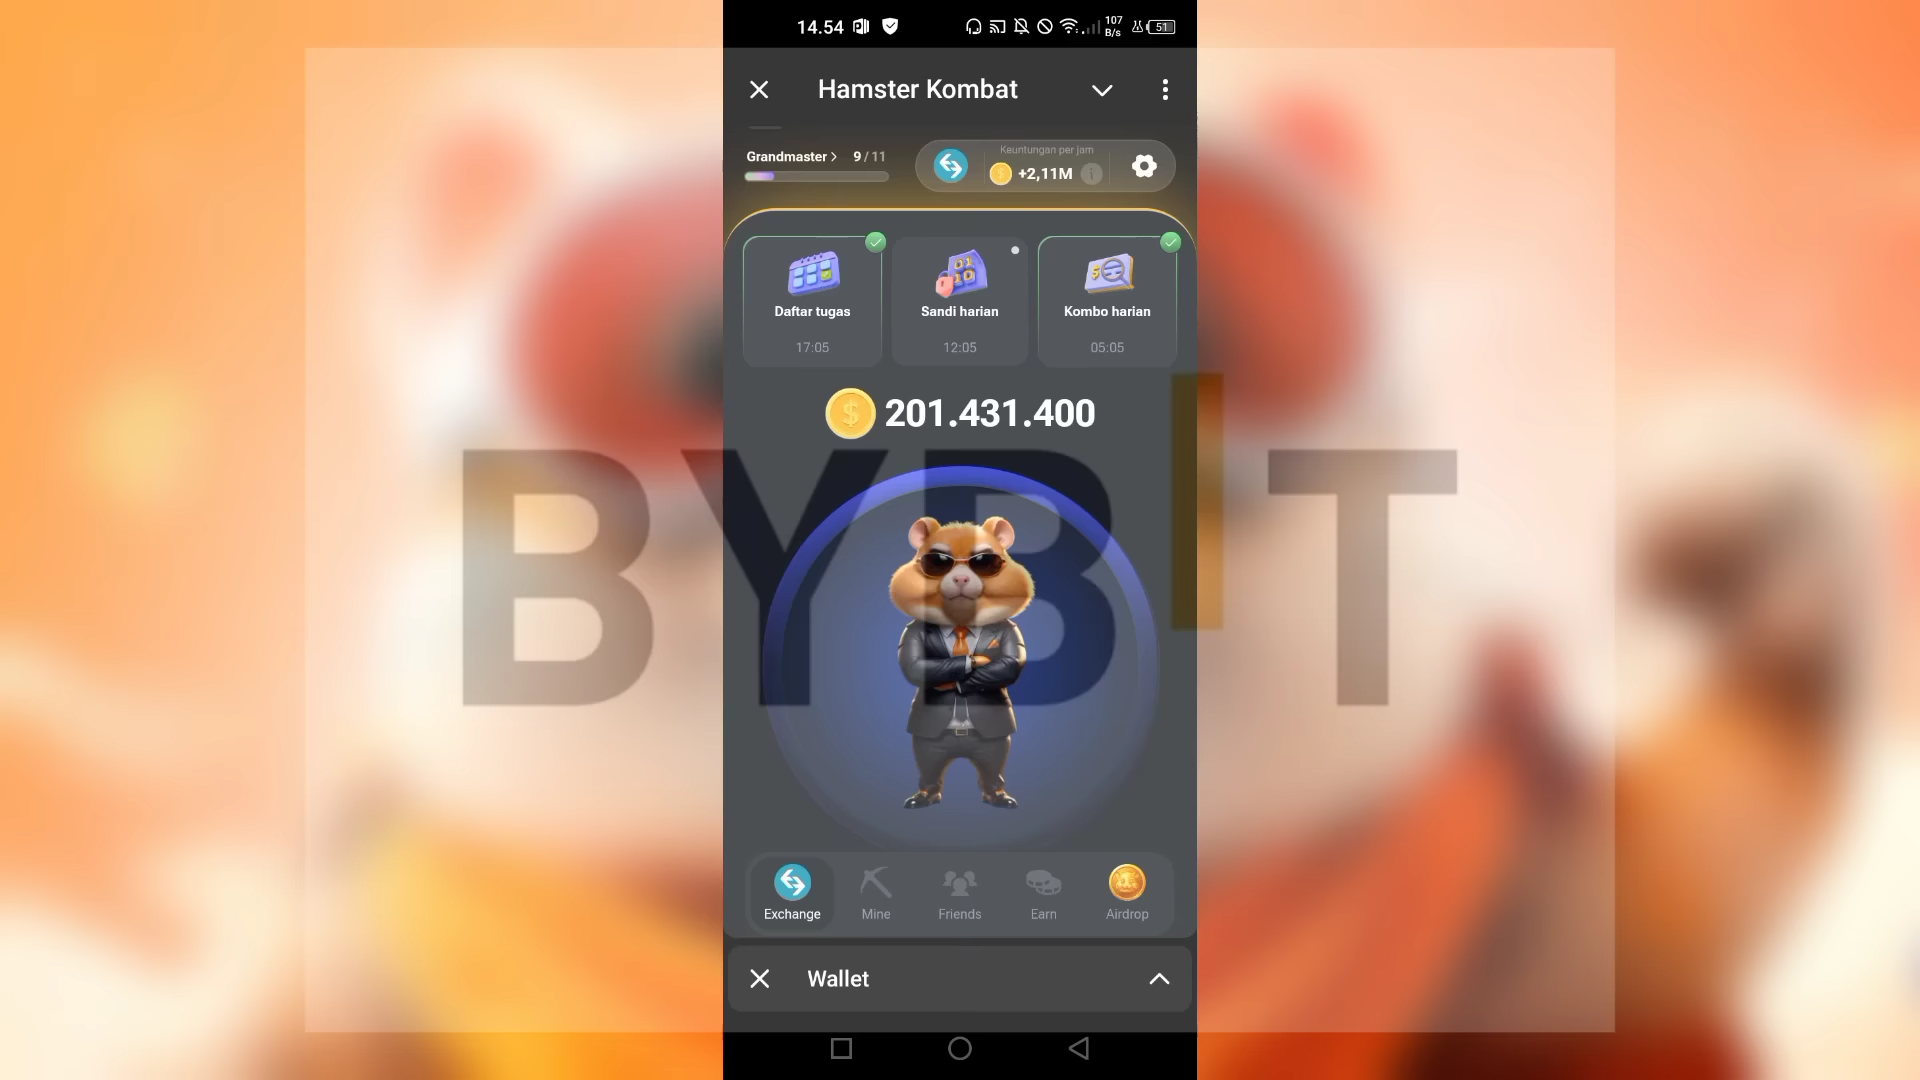 14.54
107
B/s
51
Hamster Kombat
Grandmaster
9 / 11
Keuntungan per jam
+2,11M
Daftar tugas
Sandi harian
Kombo harian
17:05
12:05
05:05
201.431.400
BYBIT
Exchange
Mine
Friends
Earn
Airdrop
Wallet